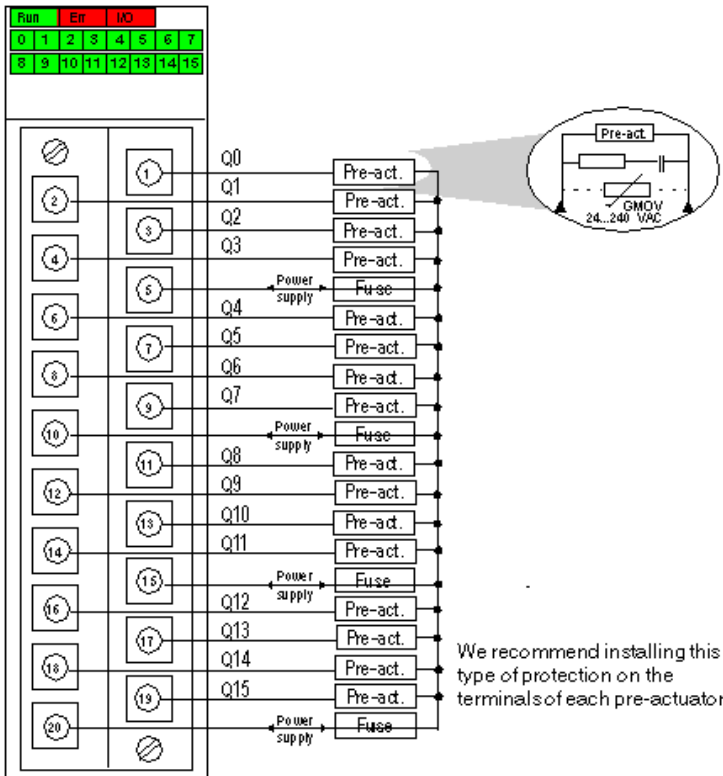 Run Err I/O
0 1 2 3 4 5 6 7
8 9 10 11 12 13 14 15
Pre-act.
GMOV
24...240 VAC
1 Q0 Pre-act.
2 Q1 Pre-act.
3 Q2 Pre-act.
4 Q3 Pre-act.
5 Power supply Fuse
6 Q4 Pre-act.
7 Q5 Pre-act.
8 Q6 Pre-act.
9 Q7 Pre-act.
10 Power supply Fuse
11 Q8 Pre-act.
12 Q9 Pre-act.
13 Q10 Pre-act.
14 Q11 Pre-act.
15 Power supply Fuse
16 Q12 Pre-act.
17 Q13 Pre-act.
18 Q14 Pre-act.
19 Q15 Pre-act.
20 Power supply Fuse
We recommend installing this
type of protection on the
terminals of each pre-actuator